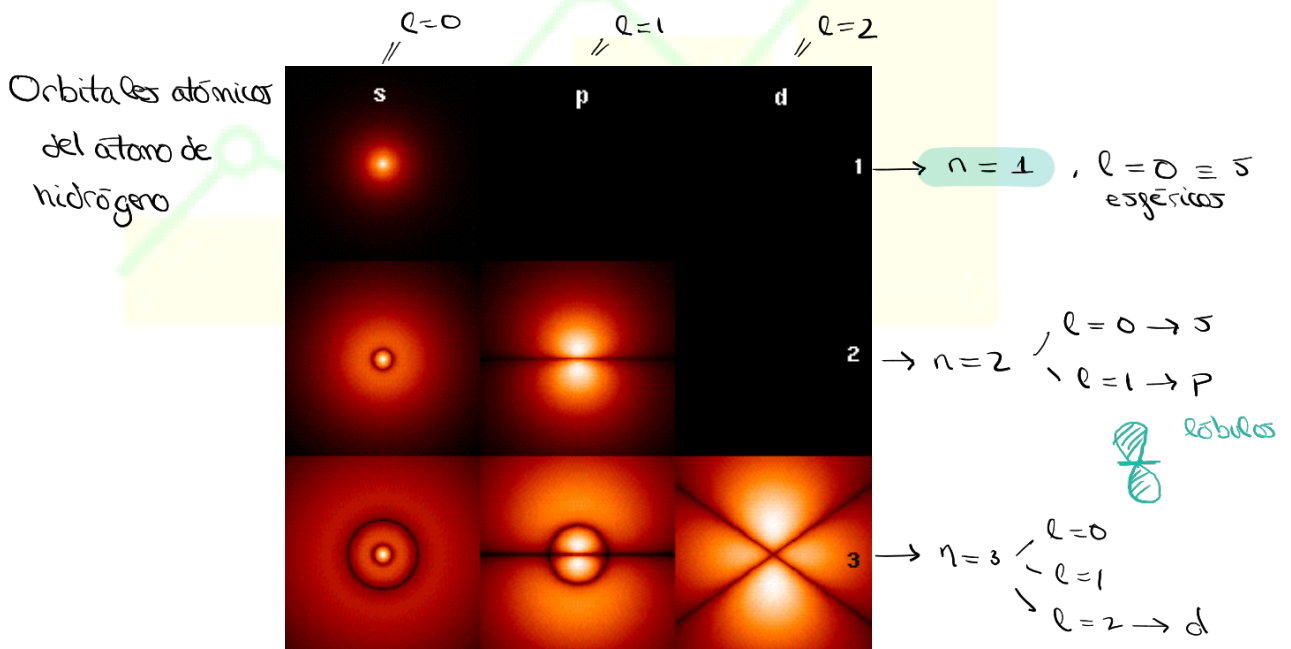 l=0 l=1 l=2
Orbitales atómicos
del átomo de
hidrógeno
s p d
1 → n = 1 , l = 0 ≡ s
esféricos
2 → n = 2
l = 0 → s
l = 1 → p
lóbulos
3 → n = 3
l=0
l=1
l = 2 → d